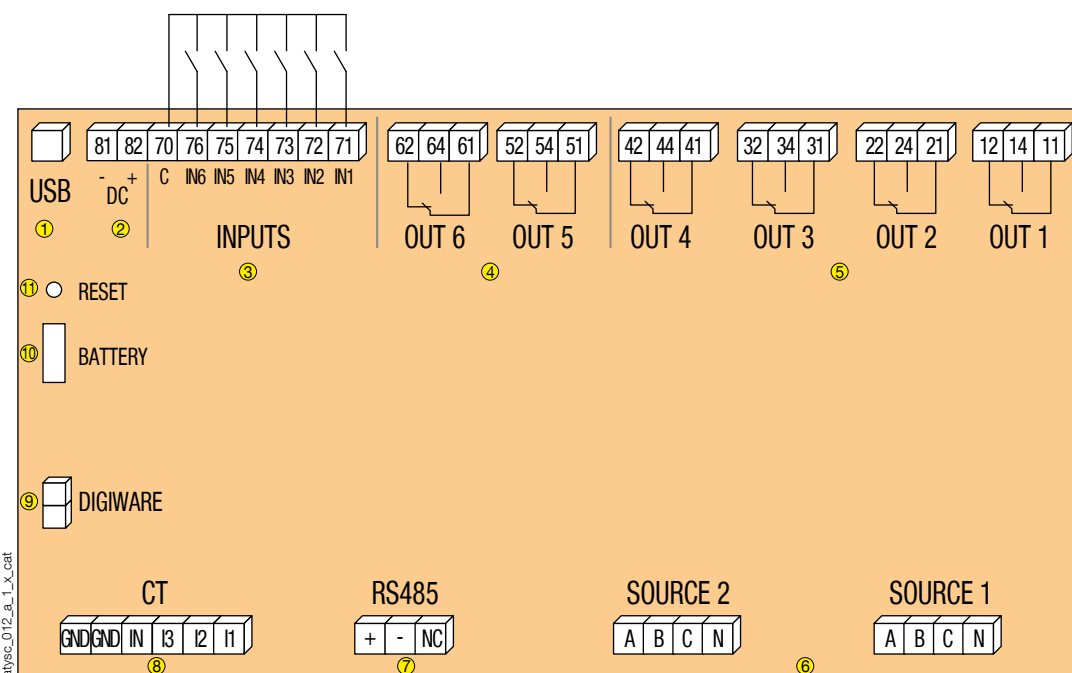 81 82 70 76 75 74 73 72 71 62 64 61 52 54 51 42 44 41 32 34 31 22 24 21 12 14 11
- + C IN6 IN5 IN4 IN3 IN2 IN1
USB DC
1 2 INPUTS OUT 6 OUT 5 OUT 4 OUT 3 OUT 2 OUT 1
3 4 5
11 RESET
10 BATTERY
9 DIGIWARE
CT RS485 SOURCE 2 SOURCE 1
GND GND IN I3 I2 I1 + - NC A B C N A B C N
8 7 6
atysc_012_a_1_x_cat